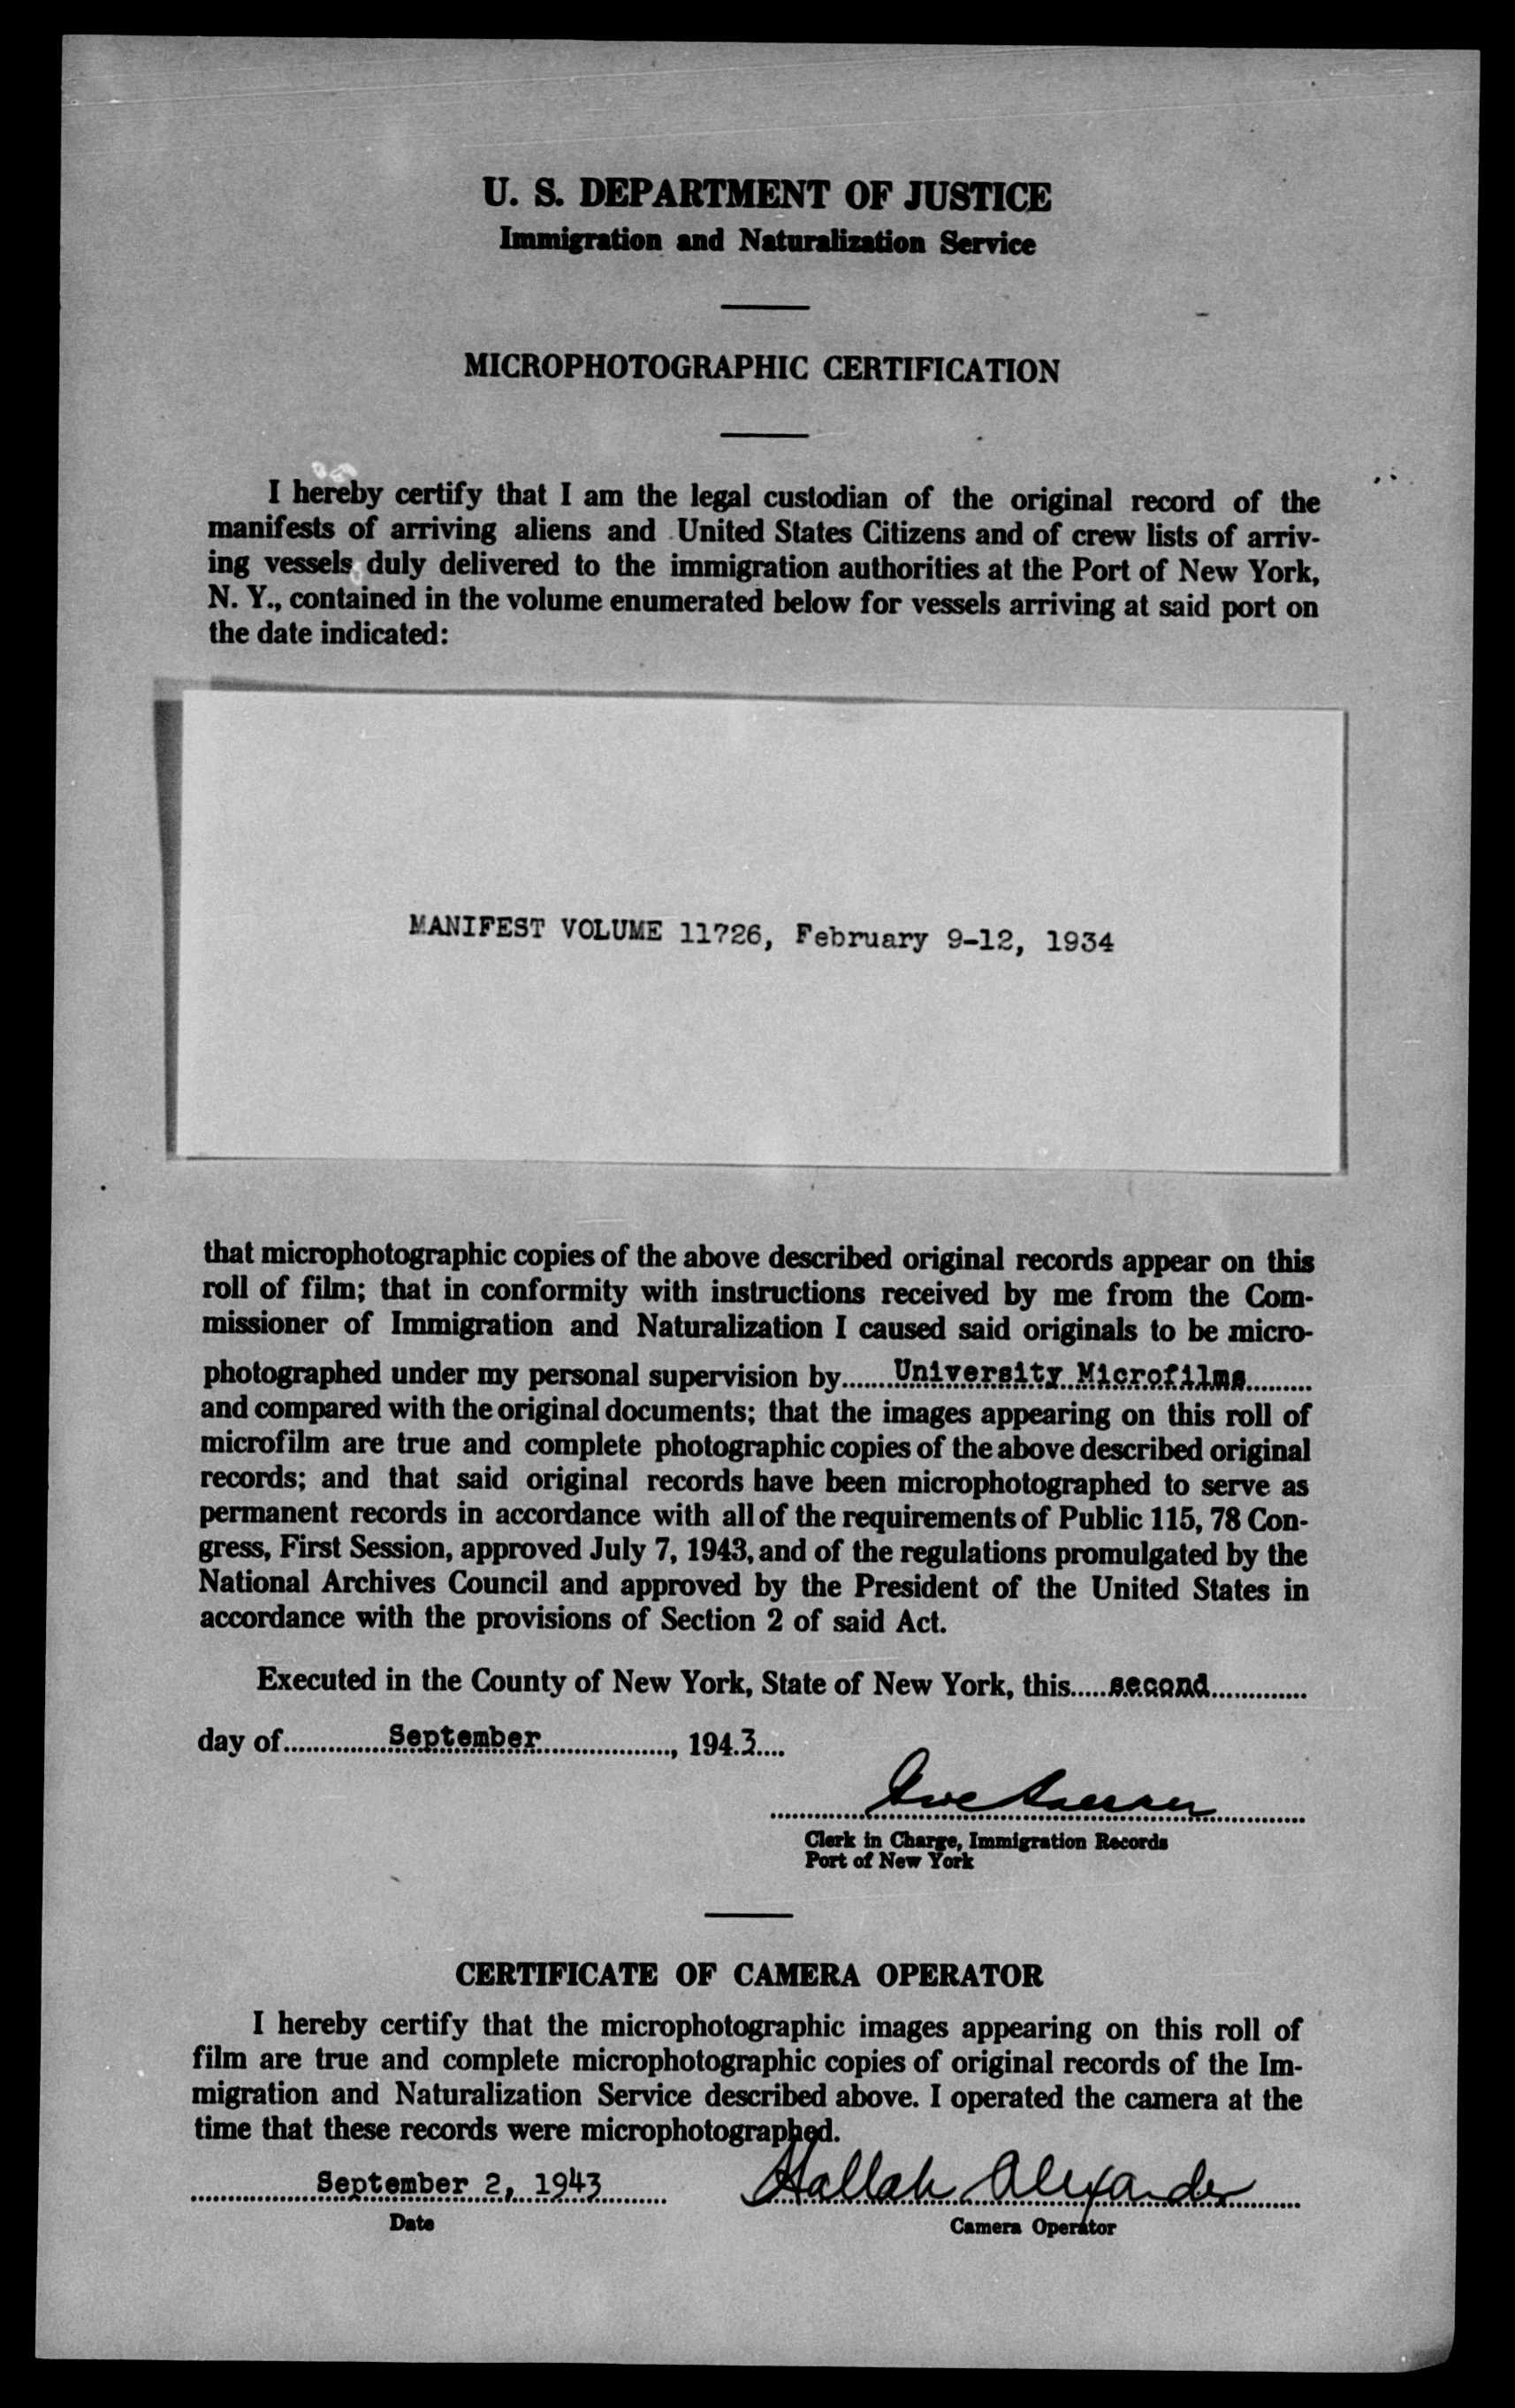 U. S. DEPARTMENT OF JUSTICE
Immigration and Naturalization Service
MICROPHOTOGRAPHIC CERTIFICATION
I hereby certify that I am the legal custodian of the original record of the
manifests of arriving aliens and United States Citizens and of crew lists of arriv-
ing vessels duly delivered to the immigration authorities at the Port of New York,
N. Y., contained in the volume enumerated below for vessels arriving at said port on
the date indicated:
MANIFEST VOLUME 11726, February 9-12, 1934
that microphotographic copies of the above described original records appear on this
roll of film; that in conformity with instructions received by me from the Com-
missioner of Immigration and Naturalization I caused said originals to be micro-
photographed under my personal supervision by.......University Microfilms.........
and compared with the original documents; that the images appearing on this roll of
microfilm are true and complete photographic copies of the above described original
records; and that said original records have been microphotographed to serve as
permanent records in accordance with all of the requirements of Public 115, 78 Con-
gress, First Session, approved July 7, 1943, and of the regulations promulgated by the
National Archives Council and approved by the President of the United States in
accordance with the provisions of Section 2 of said Act.
Executed in the County of New York, State of New York, this.....second..............
day of..............September..................., 194.3....
Clerk in Charge, Immigration Records
Port of New York
CERTIFICATE OF CAMERA OPERATOR
I hereby certify that the microphotographic images appearing on this roll of
film are true and complete microphotographic copies of original records of the Im-
migration and Naturalization Service described above. I operated the camera at the
time that these records were microphotographed.
September 2, 1943 Hallah Alexander
Date Camera Operator